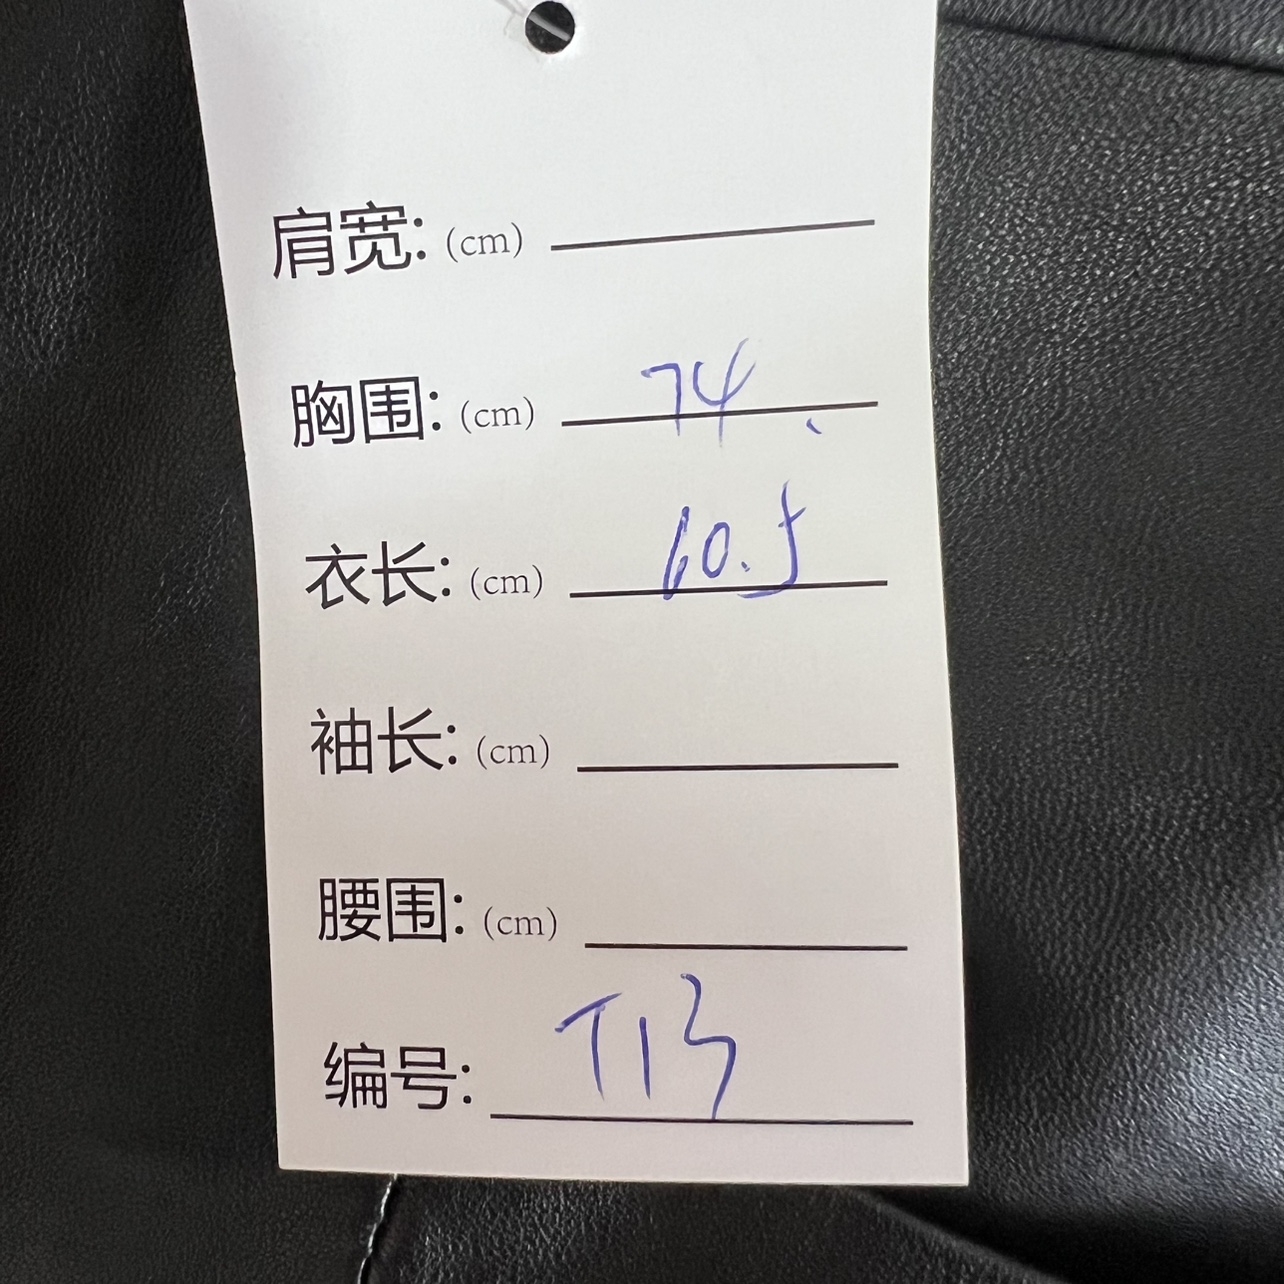 肩宽: (cm)
胸围: (cm) 74
衣长: (cm) 60.5
袖长: (cm)
腰围: (cm)
编号: T13